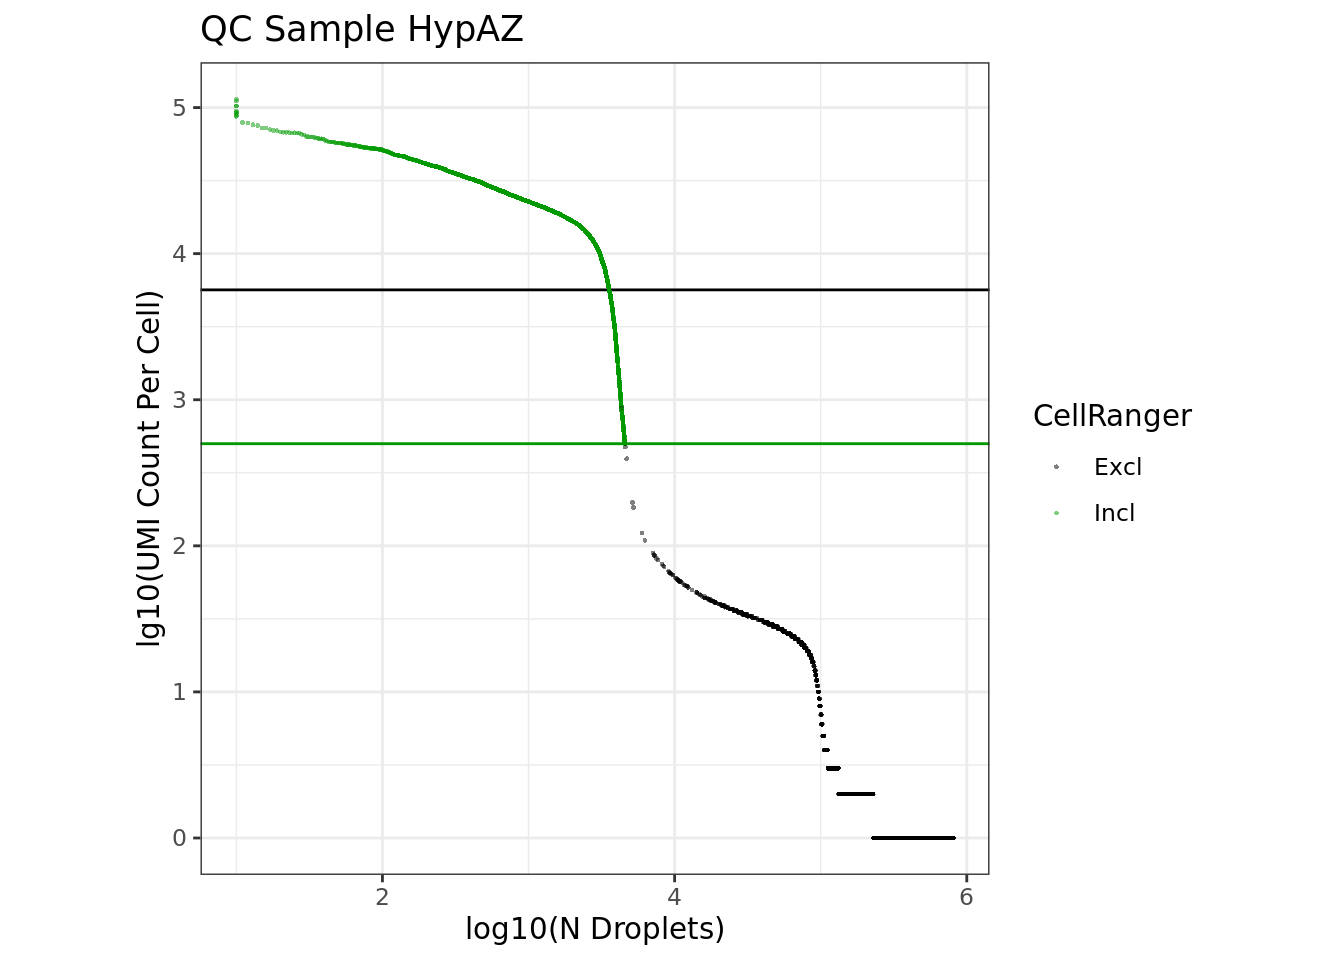 QC Sample HypAZ
5
4
3
2
1
0
lg10(UMI Count Per Cell)
2
4
6
log10(N Droplets)
CellRanger
Excl
Incl